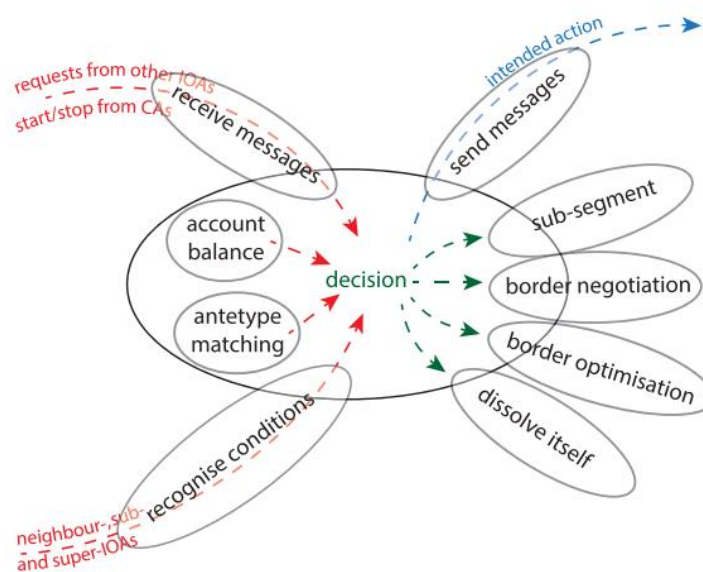 requests from other IOAs
start/stop from CAs
receive messages
intended action
send messages
account
balance
sub-segment
decision
border negotiation
antetype
matching
border optimisation
dissolve itself
recognise conditions
neighbour-,sub-
and super-IOAs